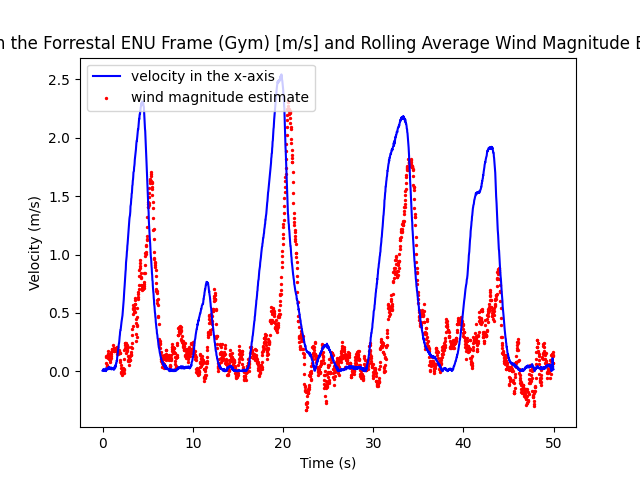 the Forrestal ENU Frame (Gym) [m/s] and Rolling Average Wind Magnitude
velocity in the x-axis
wind magnitude estimate
2.5
2.0
1.5
1.0
0.5
0.0
Velocity (m/s)
0
10
20
30
40
50
Time (s)